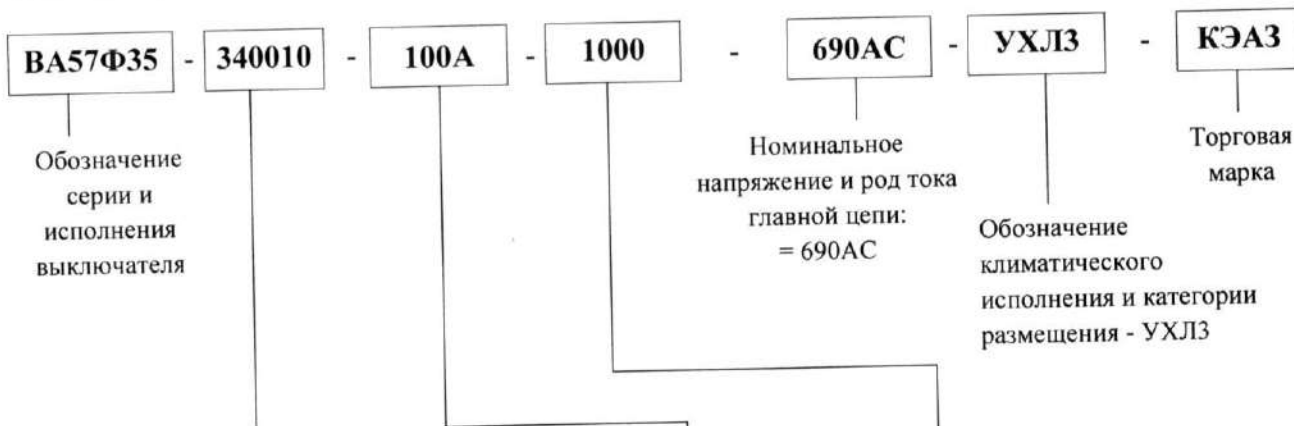 ВА57Ф35 - 340010 - 100А - 1000 - 690АС - УХЛ3 - КЭАЗ
Обозначение
серии и
исполнения
выключателя
Номинальное
напряжение и род тока
главной цепи:
= 690АС
Обозначение
климатического
исполнения и категории
размещения - УХЛ3
Торговая
марка